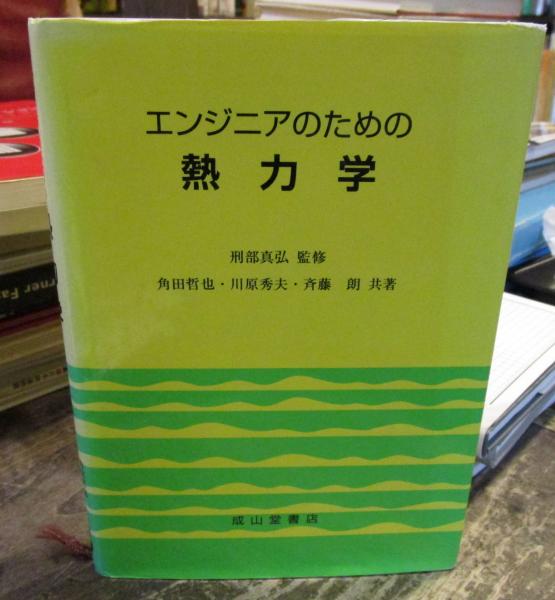 エンジニアのための
熱力学
刑部真弘 監修
角田哲也・川原秀夫・斉藤 朗 共著
成山堂書店